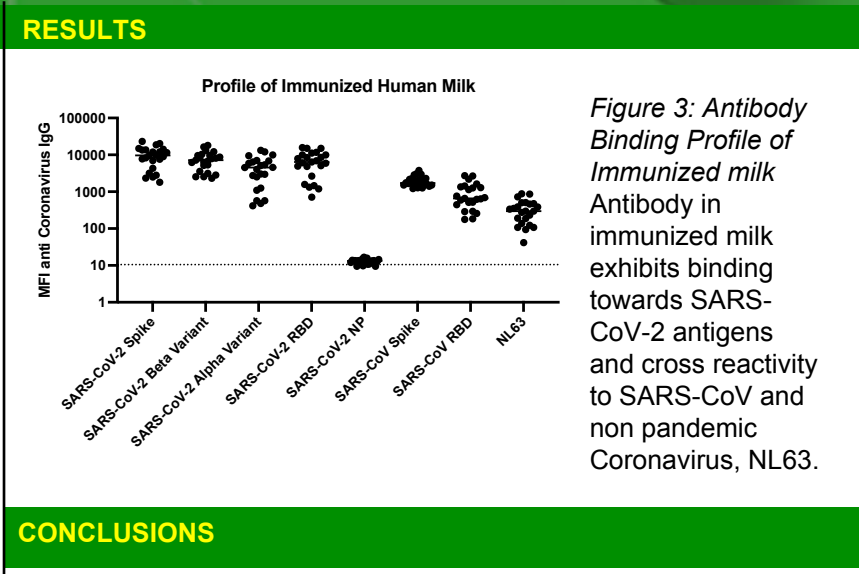 RESULTS
Profile of Immunized Human Milk
MFI anti Coronavirus IgG
100000
10000
1000
100
10
1
SARS-CoV-2 Spike
SARS-CoV-2 Beta Variant
SARS-CoV-2 Alpha Variant
SARS-CoV-2 RBD
SARS-CoV-2 NP
SARS-CoV Spike
SARS-CoV RBD
NL63
Figure 3: Antibody
Binding Profile of
Immunized milk
Antibody in
immunized milk
exhibits binding
towards SARS-
CoV-2 antigens
and cross reactivity
to SARS-CoV and
non pandemic
Coronavirus, NL63.
CONCLUSIONS